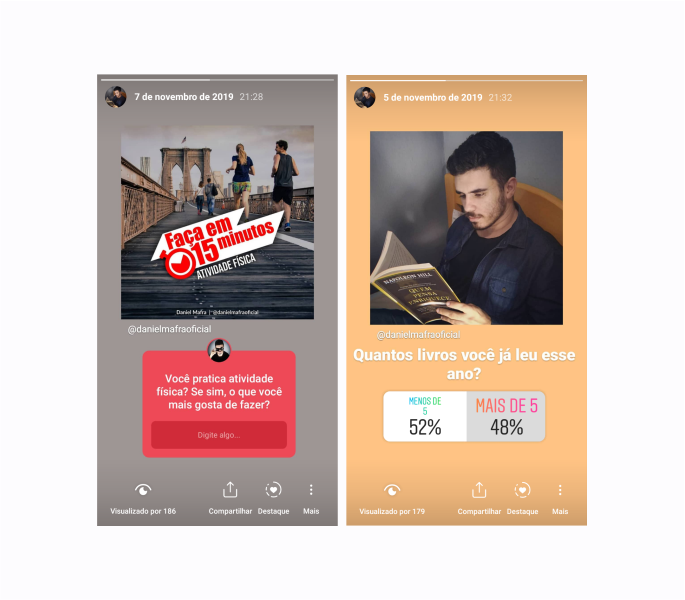 7 de novembro de 2019 21:28
Faça em
15 minutos
ATIVIDADE FÍSICA
Daniel Mafra | @danielmafraoficial
@danielmafraoficial
Você pratica atividade
física? Se sim, o que você
mais gosta de fazer?
Digite algo...
Visualizado por 186
Compartilhar
Destaque
Mais
5 de novembro de 2019 21:32
NAPOLEON HILL
QUEM
PENSA
ENRIQUECE
@danielmafraoficial
Quantos livros você já leu esse
ano?
MENOS DE
5
52%
MAIS DE 5
48%
Visualizado por 179
Compartilhar
Destaque
Mais